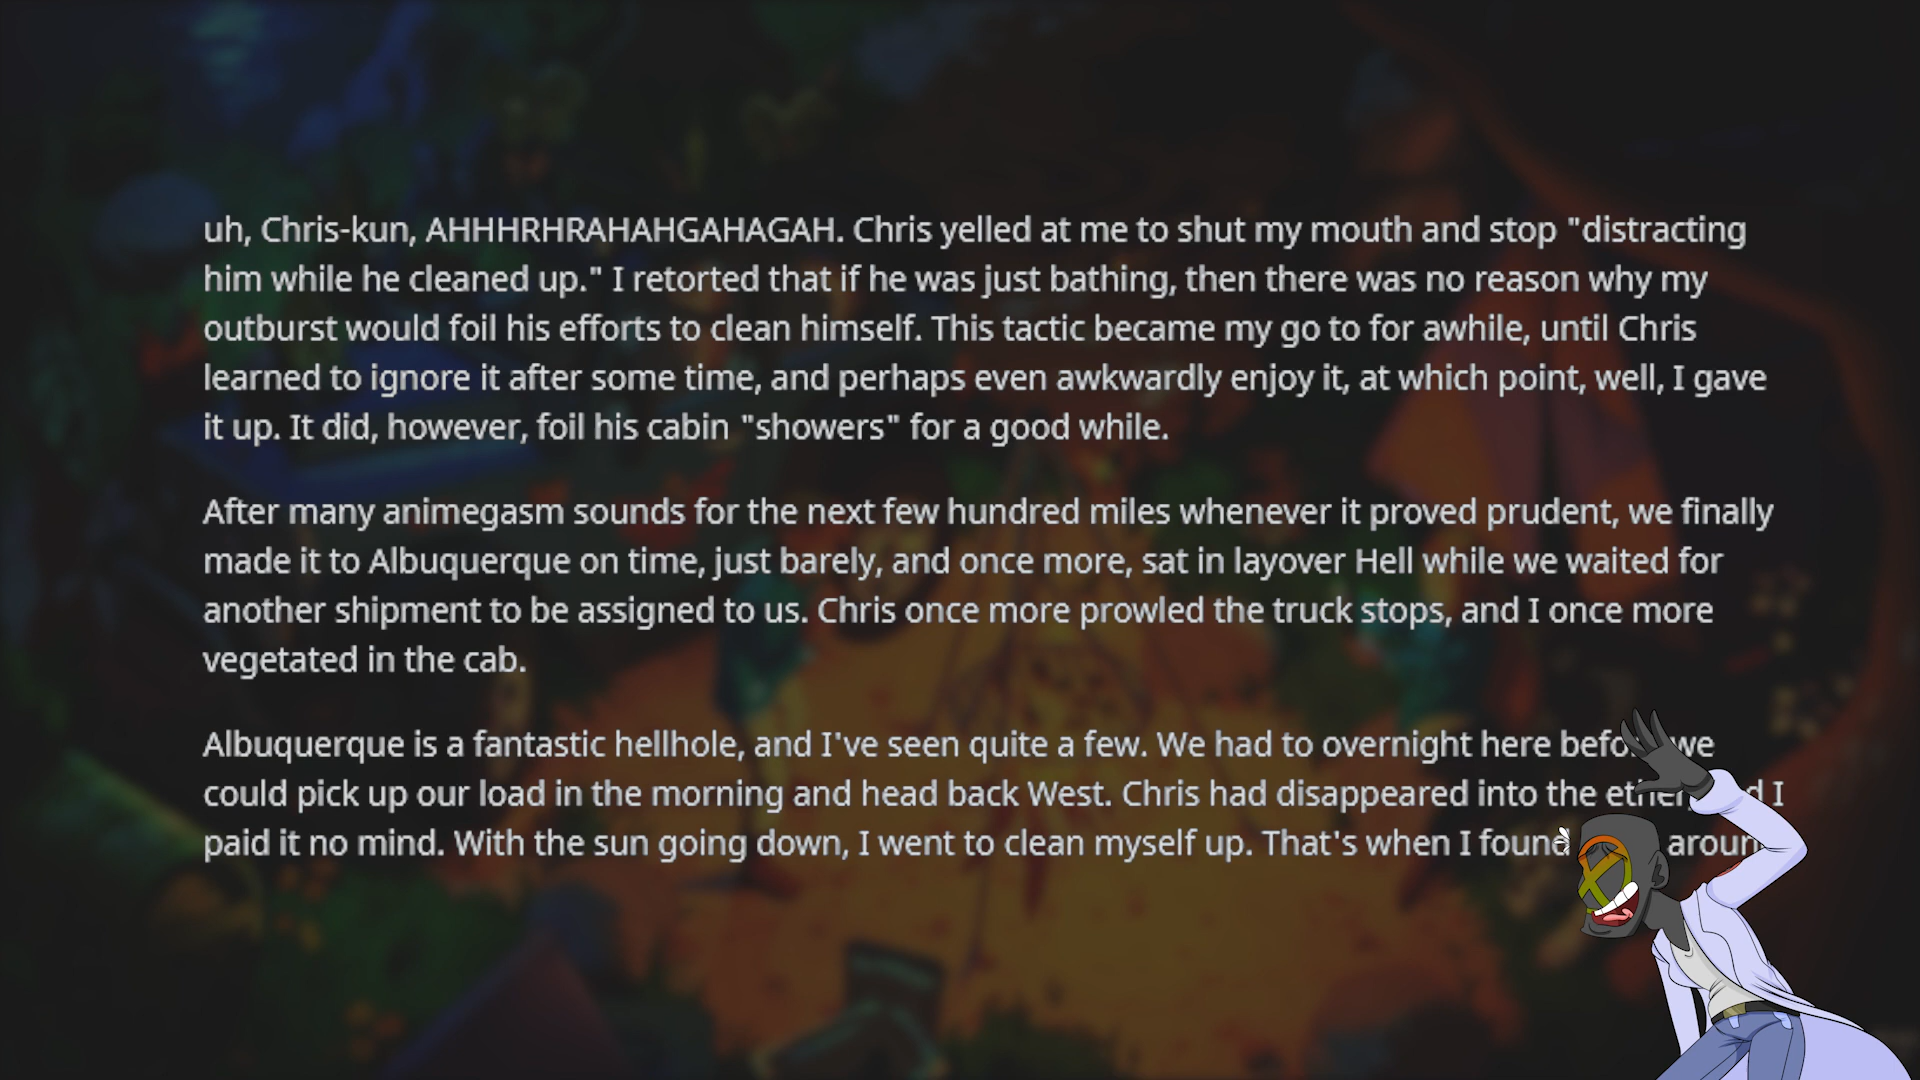 uh, Chris-kun, AHHHRHRAHAHGAHAGAH. Chris yelled at me to shut my mouth and stop "distracting
him while he cleaned up." I retorted that if he was just bathing, then there was no reason why my
outburst would foil his efforts to clean himself. This tactic became my go to for awhile, until Chris
learned to ignore it after some time, and perhaps even awkwardly enjoy it, at which point, well, I gave
it up. It did, however, foil his cabin "showers" for a good while.
After many animegasm sounds for the next few hundred miles whenever it proved prudent, we finally
made it to Albuquerque on time, just barely, and once more, sat in layover Hell while we waited for
another shipment to be assigned to us. Chris once more prowled the truck stops, and I once more
vegetated in the cab.
Albuquerque is a fantastic hellhole, and I've seen quite a few. We had to overnight here we
could pick up our load in the morning and head back West. Chris had disappeared into the I
paid it no mind. With the sun going down, I went to clean myself up. That's when I found